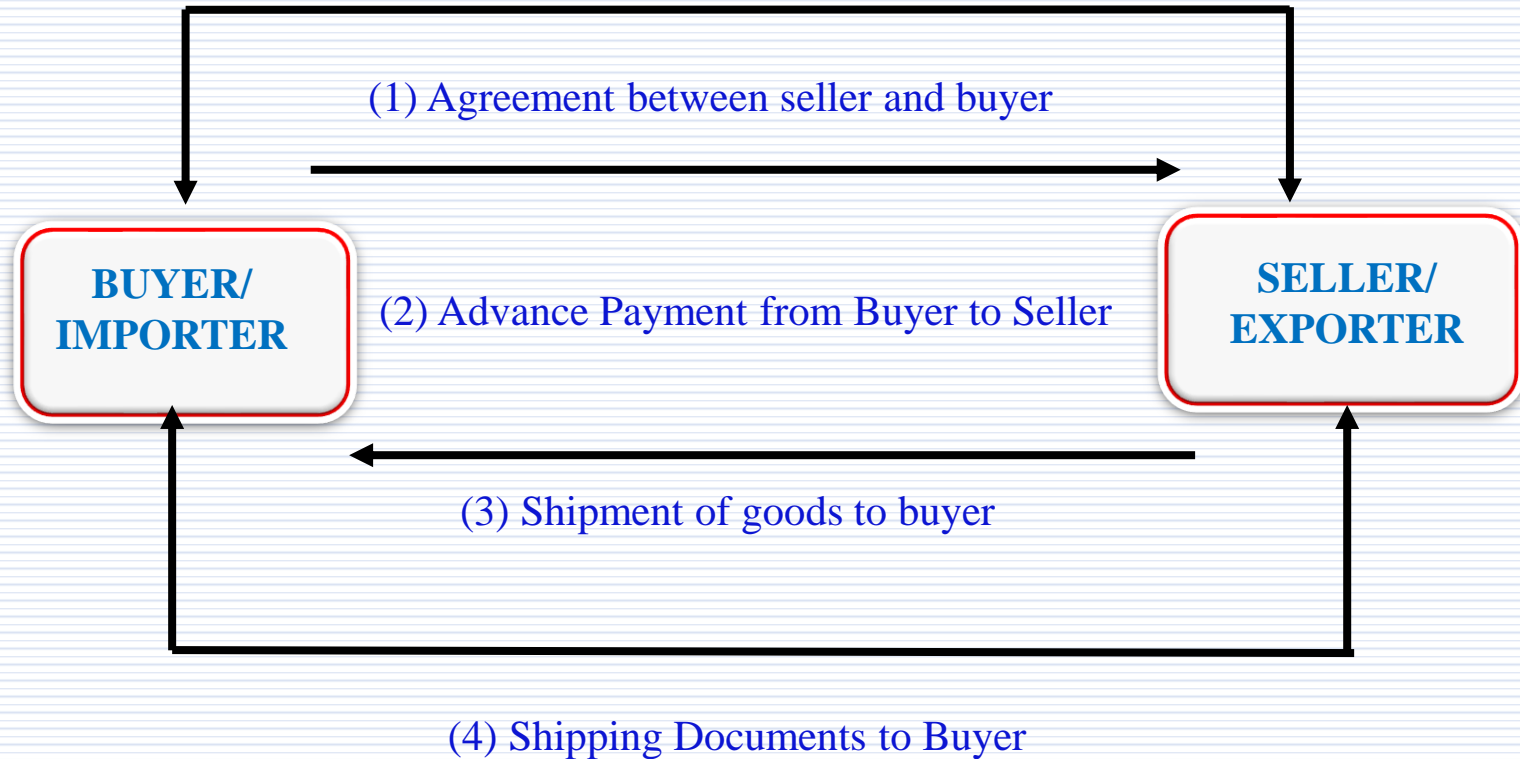 (1) Agreement between seller and buyer
BUYER/
IMPORTER
SELLER/
EXPORTER
(2) Advance Payment from Buyer to Seller
(3) Shipment of goods to buyer
(4) Shipping Documents to Buyer